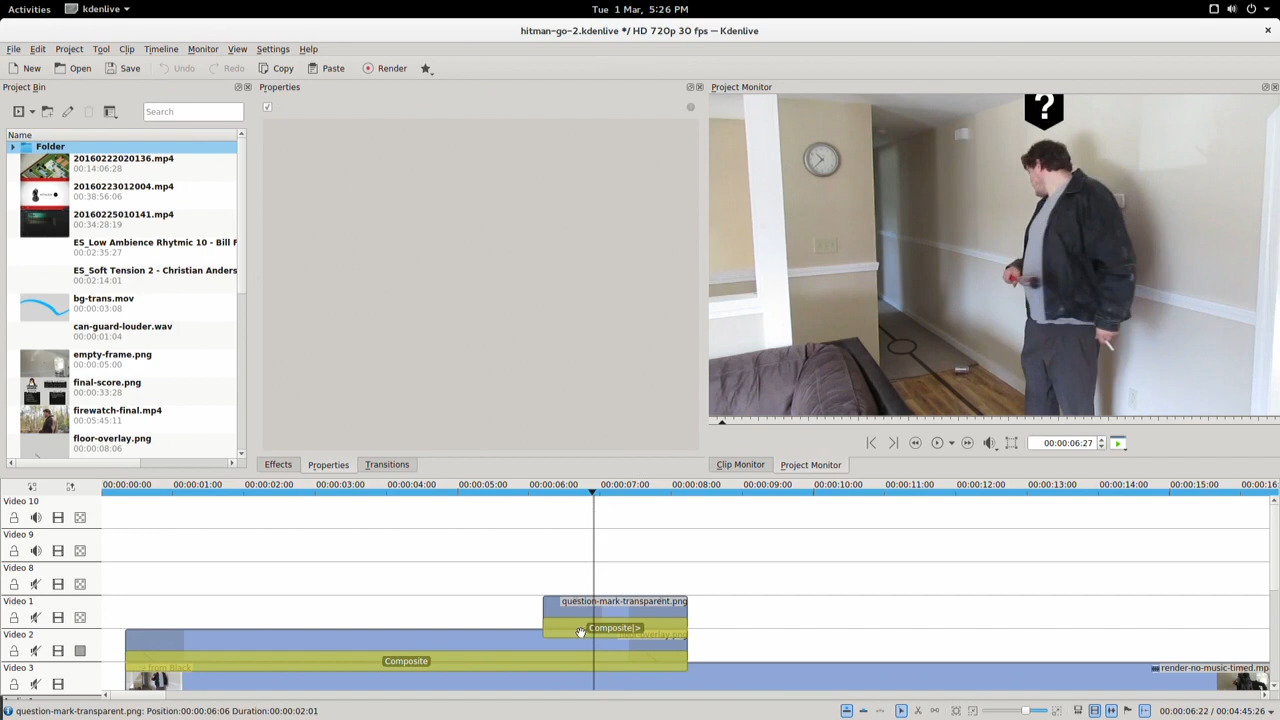 Activities
kdenlive
Tue 1 Mar, 5:26 PM
hitman-go-2.kdenlive */ HD 720p 30 fps — Kdenlive
File Edit Project Tool Clip Timeline Monitor View Settings Help
New Open Save Undo Redo Copy Paste Render
Project Bin
Properties
Project Monitor
Search
Name
Folder
20160222020136.mp4
00:14:06:28
20160223012004.mp4
00:38:56:06
20160225010141.mp4
00:34:28:19
ES_Low Ambience Rhytmic 10 - Bill F
00:02:35:27
ES_Soft Tension 2 - Christian Anders
00:02:14:01
bg-trans.mov
00:00:03:08
can-guard-louder.wav
00:00:01:04
empty-frame.png
00:00:05:00
final-score.png
00:00:33:28
firewatch-final.mp4
00:05:45:11
floor-overlay.png
00:00:08:06
?
00:00:06:27
Effects Properties Transitions
Clip Monitor Project Monitor
00:00:00:00 00:00:01:00 00:00:02:00 00:00:03:00 00:00:04:00 00:00:05:00 00:00:06:00 00:00:07:00 00:00:08:00 00:00:09:00 00:00:10:00 00:00:11:00 00:00:12:00 00:00:13:00 00:00:14:00 00:00:15:00 00:00:16:
Video 10
Video 9
Video 8
Video 1
question-mark-transparent.png
Composite|>
Video 2
floor-overlay.png
Composite
Video 3
from Black
render-no-music-timed.mp
question-mark-transparent.png: Position:00:00:06:06 Duration:00:00:02:01
00:00:06:22 / 00:04:45:26